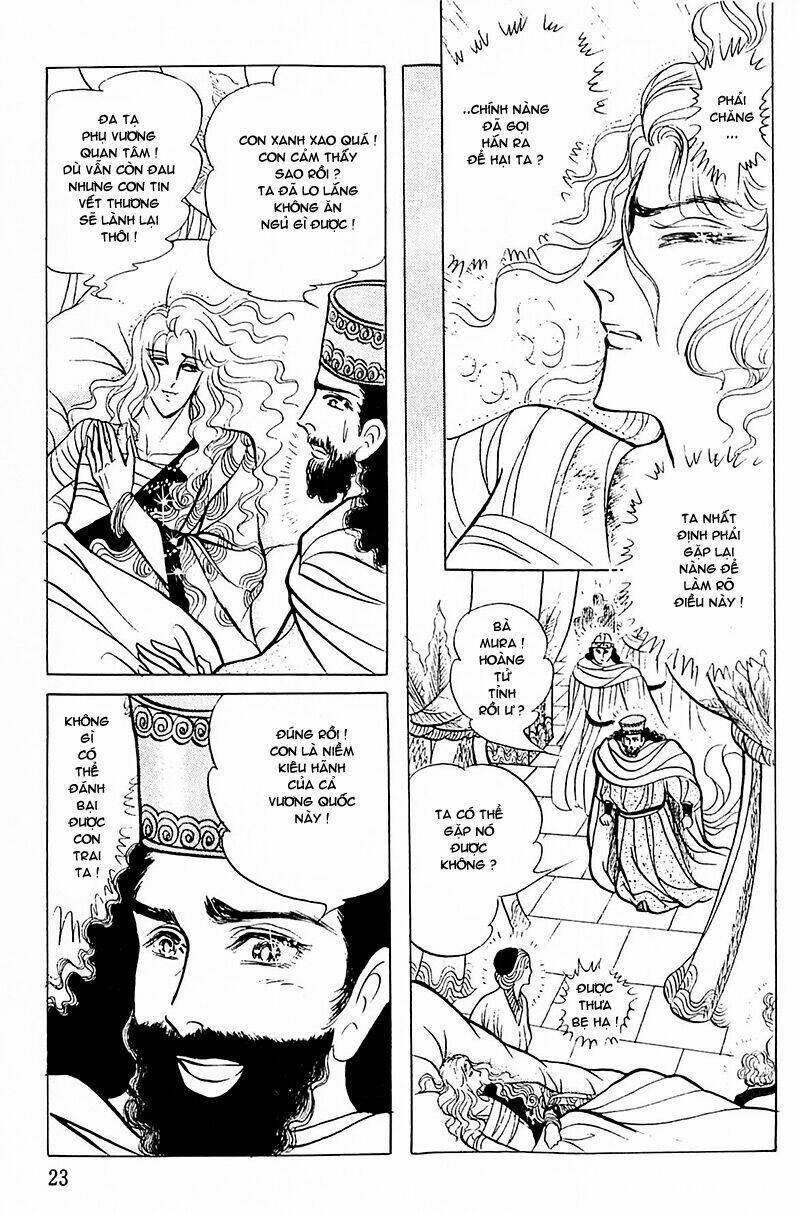 PHẢI
CHĂNG
...
..CHÍNH NÀNG
ĐÃ GỌI
HẮN RA
ĐỂ HẠI TA ?
TA NHẤT
ĐỊNH PHẢI
GẶP LẠI
NÀNG ĐỂ
LÀM RÕ
ĐIỀU NÀY !
BÀ
MURA !
HOÀNG
TỬ
TỈNH
RỒI Ư ?
TA CÓ THỂ
GẶP NÓ
ĐƯỢC
KHÔNG ?
ĐƯỢC
THƯA
BỆ HẠ !
CON XANH XAO QUÁ !
CON CẢM THẤY
SAO RỒI ?
TA ĐÃ LO LẮNG
KHÔNG ĂN
NGỦ GÌ ĐƯỢC !
ĐA TẠ
PHỤ VƯƠNG
QUAN TÂM !
DÙ VẪN CÒN ĐAU
NHƯNG CON TIN
VẾT THƯƠNG
SẼ LÀNH LẠI
THÔI !
ĐÚNG RỒI !
CON LÀ NIỀM
KIÊU HÃNH
CỦA CẢ
VƯƠNG QUỐC
NÀY !
KHÔNG
GÌ
CÓ
THỂ
ĐÁNH
BẠI
ĐƯỢC
CON
TRAI
TA !
23